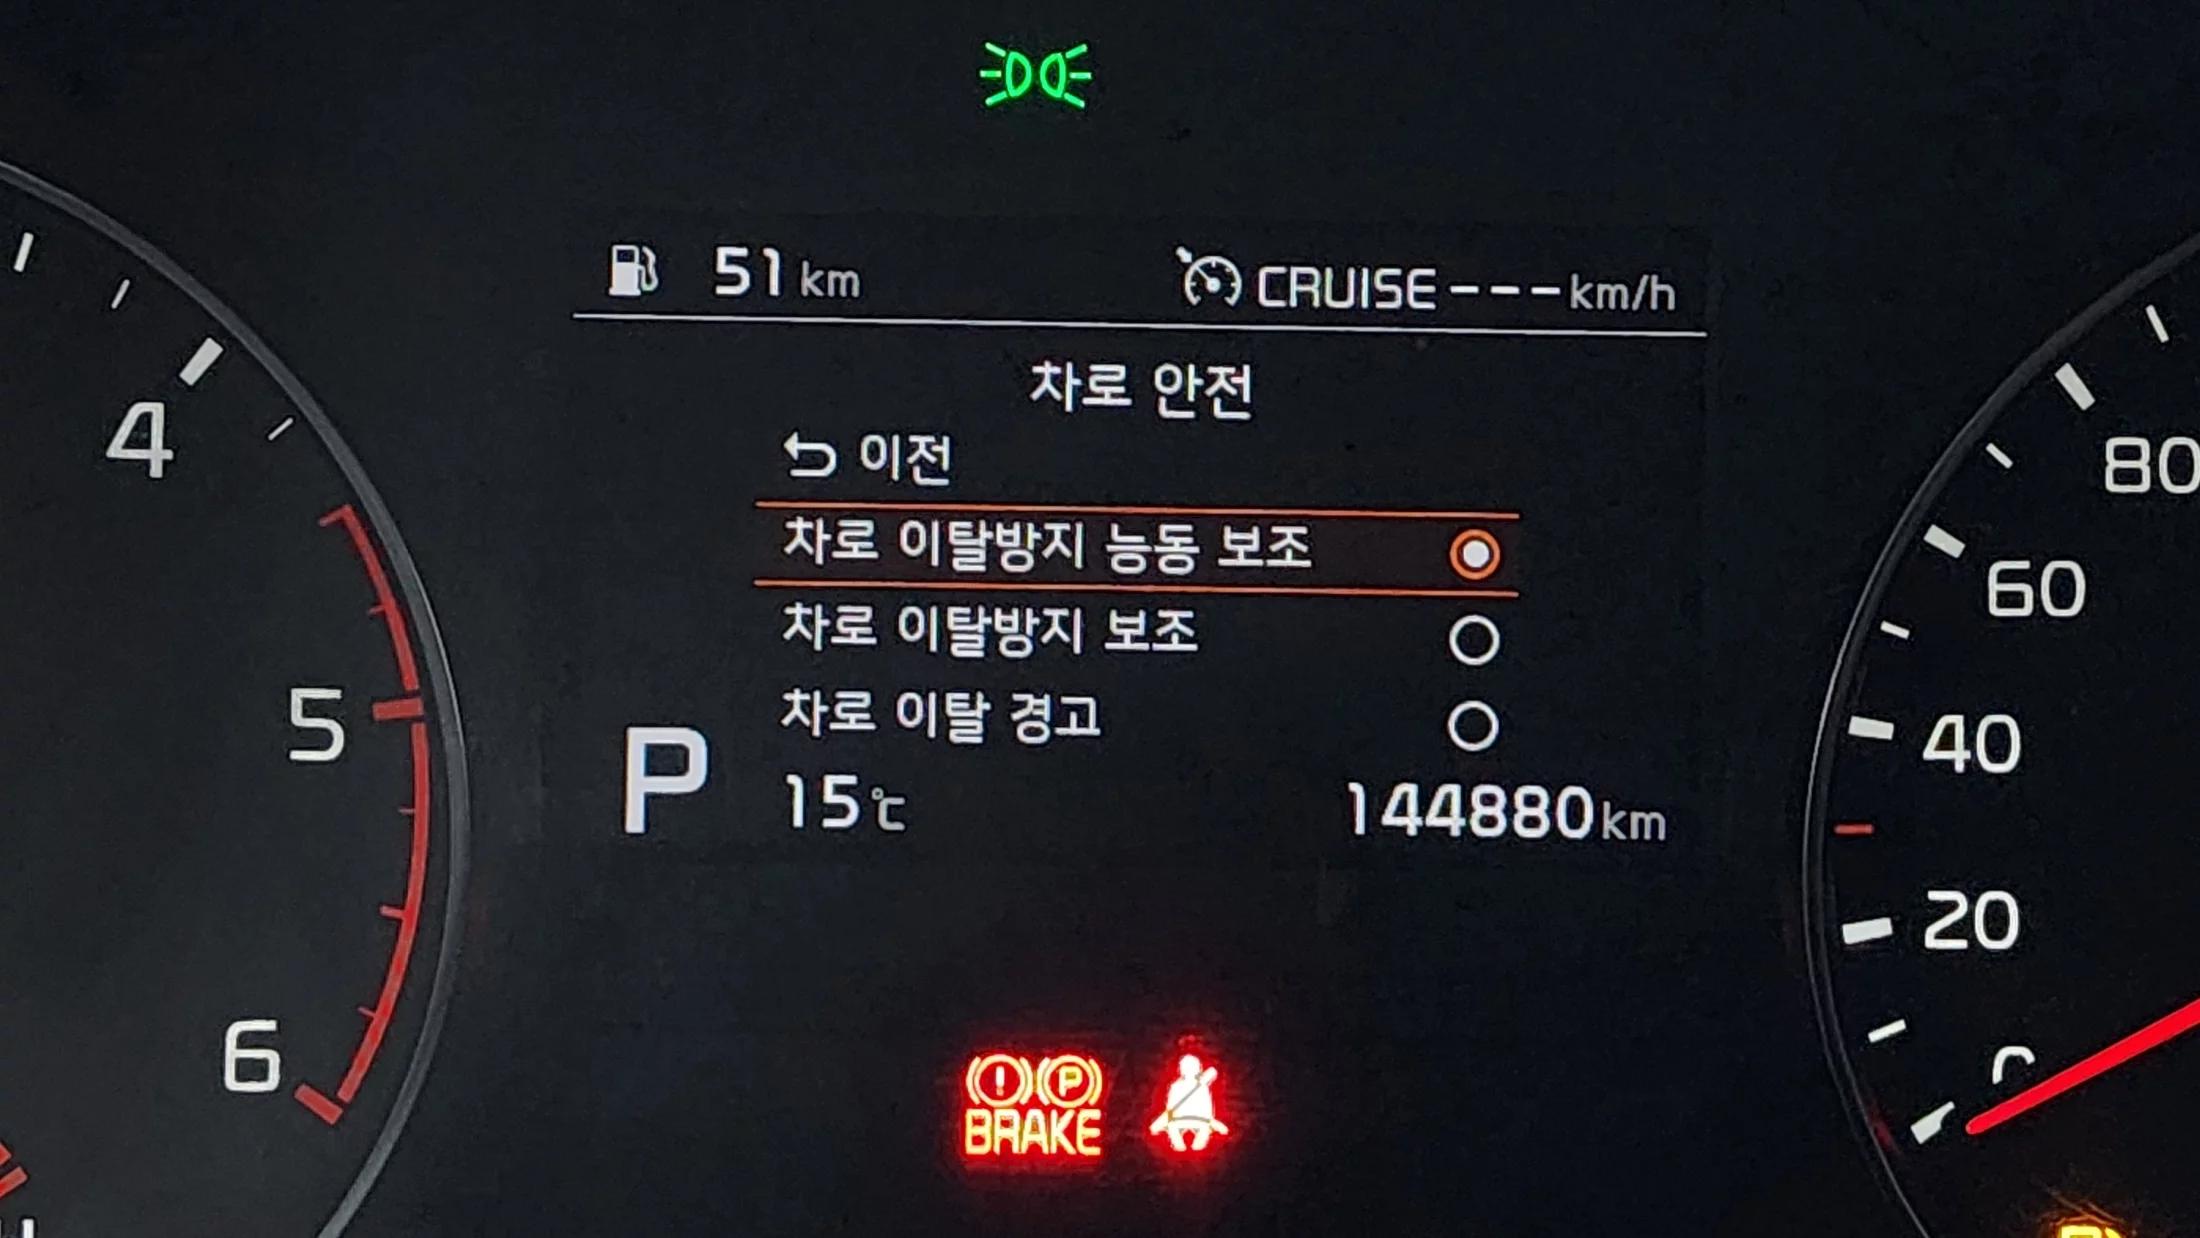 51 km
CRUISE---km/h
차로 안전
이전
차로 이탈방지 능동 보조
차로 이탈방지 보조
차로 이탈 경고
P
15℃
144880km
4
5
6
80
60
40
20
(!)(P)
BRAKE